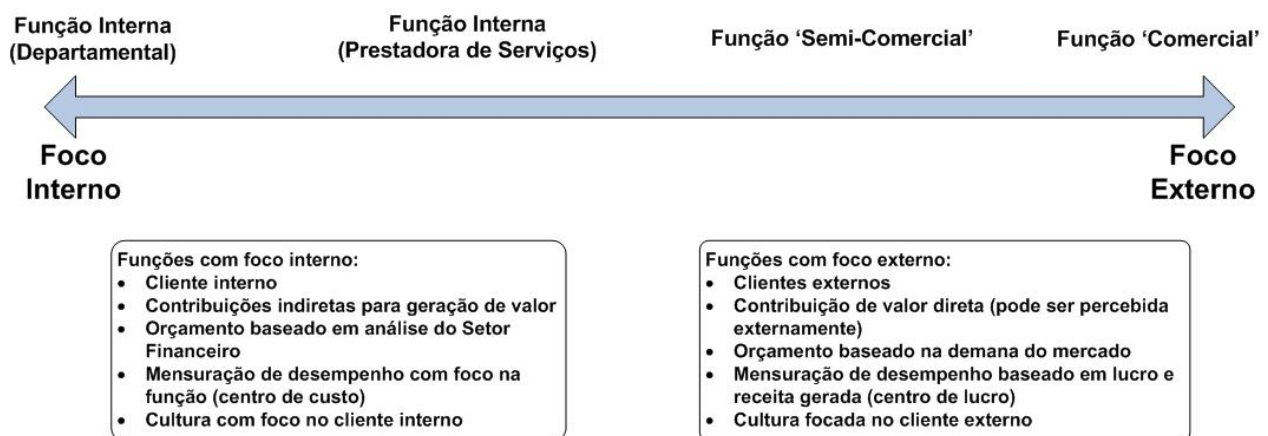 Função Interna
(Departamental)
Função Interna
(Prestadora de Serviços)
Função ‘Semi-Comercial’
Função ‘Comercial’
Foco
Interno
Foco
Externo
Funções com foco interno:
• Cliente interno
• Contribuições indiretas para geração de valor
• Orçamento baseado em análise do Setor
Financeiro
• Mensuração de desempenho com foco na
função (centro de custo)
• Cultura com foco no cliente interno
Funções com foco externo:
• Clientes externos
• Contribuição de valor direta (pode ser percebida
externamente)
• Orçamento baseado na demana do mercado
• Mensuração de desempenho baseado em lucro e
receita gerada (centro de lucro)
• Cultura focada no cliente externo